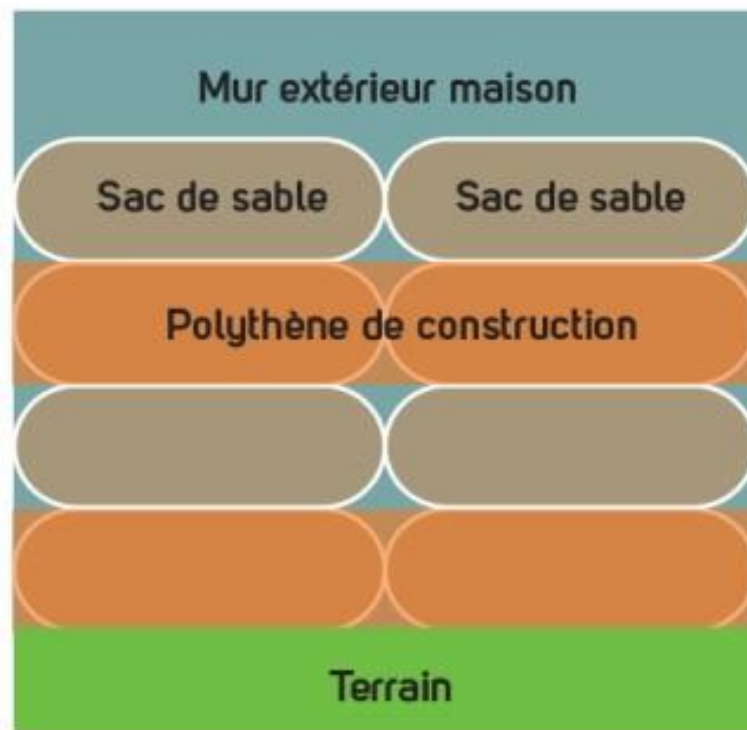 Mur extérieur maison
Sac de sable Sac de sable
Polythène de construction
Terrain